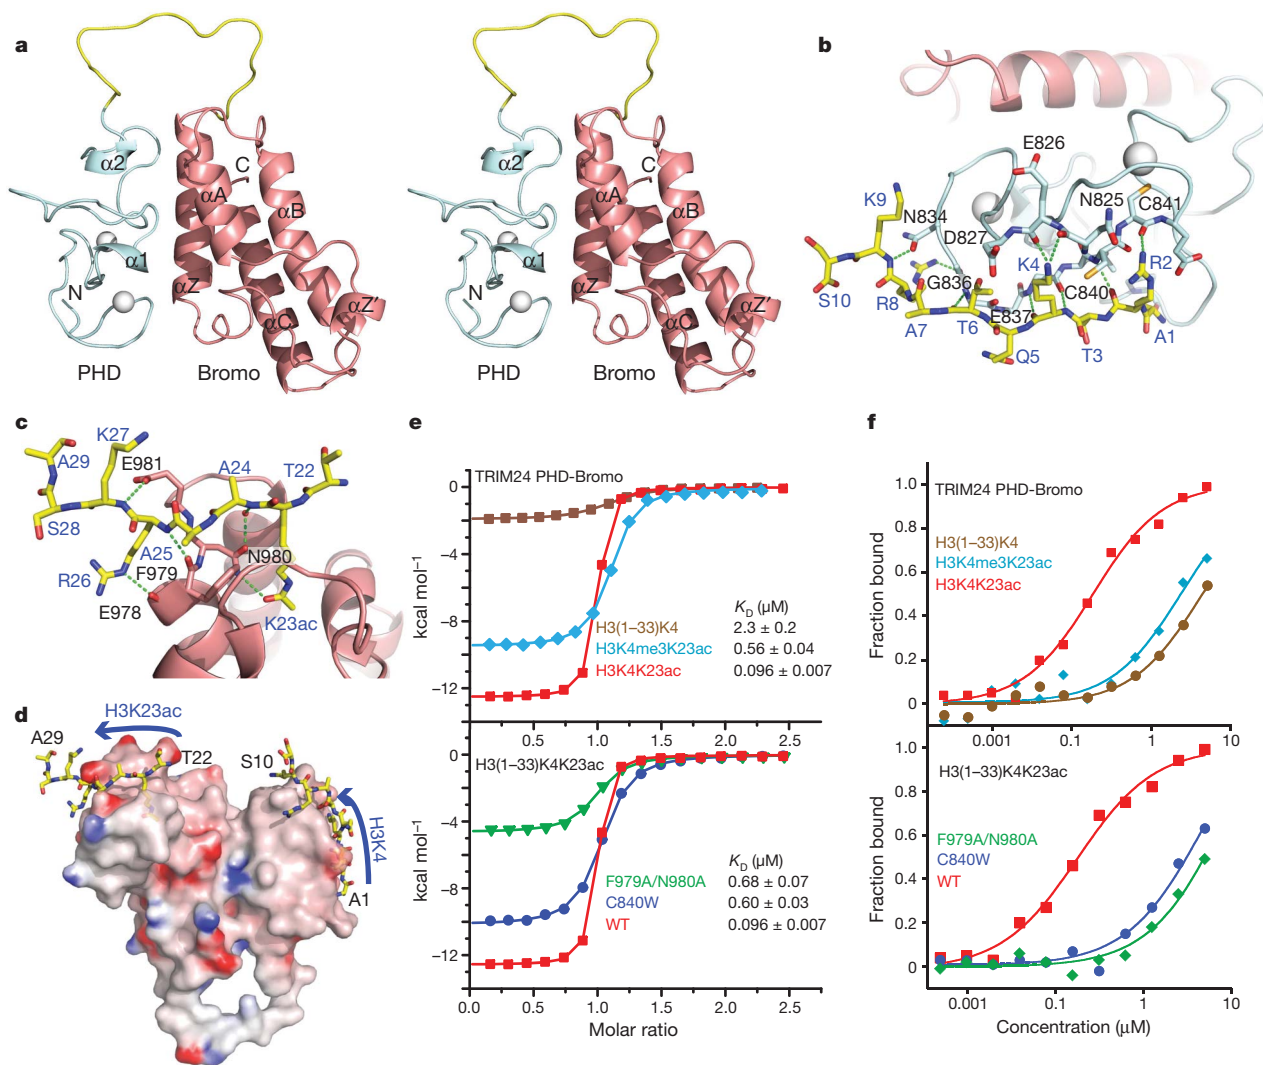 a
α2
αA
C
αB
α1
N
αZ
αC
αZ′
PHD
Bromo
α2
αA
C
αB
α1
N
αZ
αC
αZ′
PHD
Bromo
b
E826
K9
N834
N825
C841
D827
K4
R2
G836
C840
S10
R8
E837
A7
T6
A1
Q5
T3
c
K27
A29
E981
A24
T22
S28
A25
N980
R26
F979
E978
K23ac
d
H3K23ac
A29
T22
S10
H3K4
A1
e
TRIM24 PHD-Bromo
0
−4
−8
−12
kcal mol⁻¹
K_D (μM)
H3(1–33)K4 2.3 ± 0.2
H3K4me3K23ac 0.56 ± 0.04
H3K4K23ac 0.096 ± 0.007
0.5 1.0 1.5 2.0 2.5
0
−4
−8
−12
kcal mol⁻¹
H3(1–33)K4K23ac
K_D (μM)
F979A/N980A 0.68 ± 0.07
C840W 0.60 ± 0.03
WT 0.096 ± 0.007
0.0 0.5 1.0 1.5 2.0 2.5
Molar ratio
f
TRIM24 PHD-Bromo
1.0
0.8
0.6
0.4
0.2
0
Fraction bound
H3(1–33)K4
H3K4me3K23ac
H3K4K23ac
0.001 0.1 1 10
1.0
0.8
0.6
0.4
0.2
0
Fraction bound
H3(1–33)K4K23ac
F979A/N980A
C840W
WT
0.001 0.1 1 10
Concentration (μM)